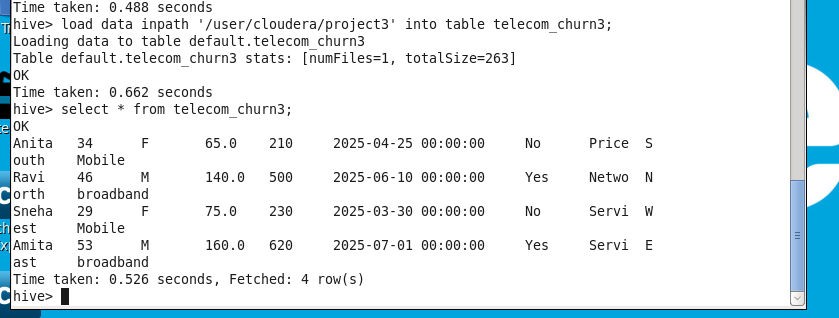 Time taken: 0.488 seconds
hive> load data inpath '/user/cloudera/project3' into table telecom_churn3;
Loading data to table default.telecom_churn3
Table default.telecom_churn3 stats: [numFiles=1, totalSize=263]
OK
Time taken: 0.662 seconds
hive> select * from telecom_churn3;
OK
Anita   34      F       65.0    210     2025-04-25 00:00:00     No      Price   S
outh    Mobile
Ravi    46      M       140.0   500     2025-06-10 00:00:00     Yes     Netwo   N
orth    broadband
Sneha   29      F       75.0    230     2025-03-30 00:00:00     No      Servi   W
est     Mobile
Amita   53      M       160.0   620     2025-07-01 00:00:00     Yes     Servi   E
ast     broadband
Time taken: 0.526 seconds, Fetched: 4 row(s)
hive>